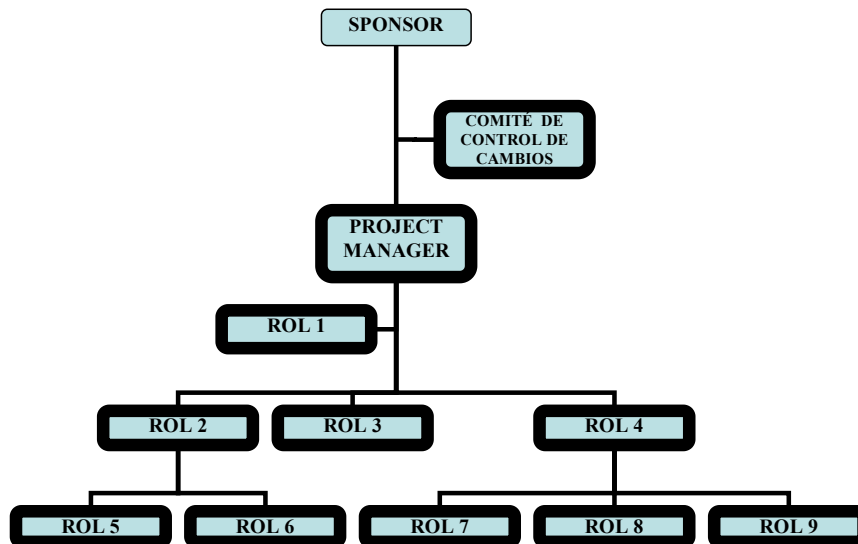 SPONSOR
COMITÉ DE
CONTROL DE
CAMBIOS
PROJECT
MANAGER
ROL 1
ROL 2
ROL 3
ROL 4
ROL 5
ROL 6
ROL 7
ROL 8
ROL 9